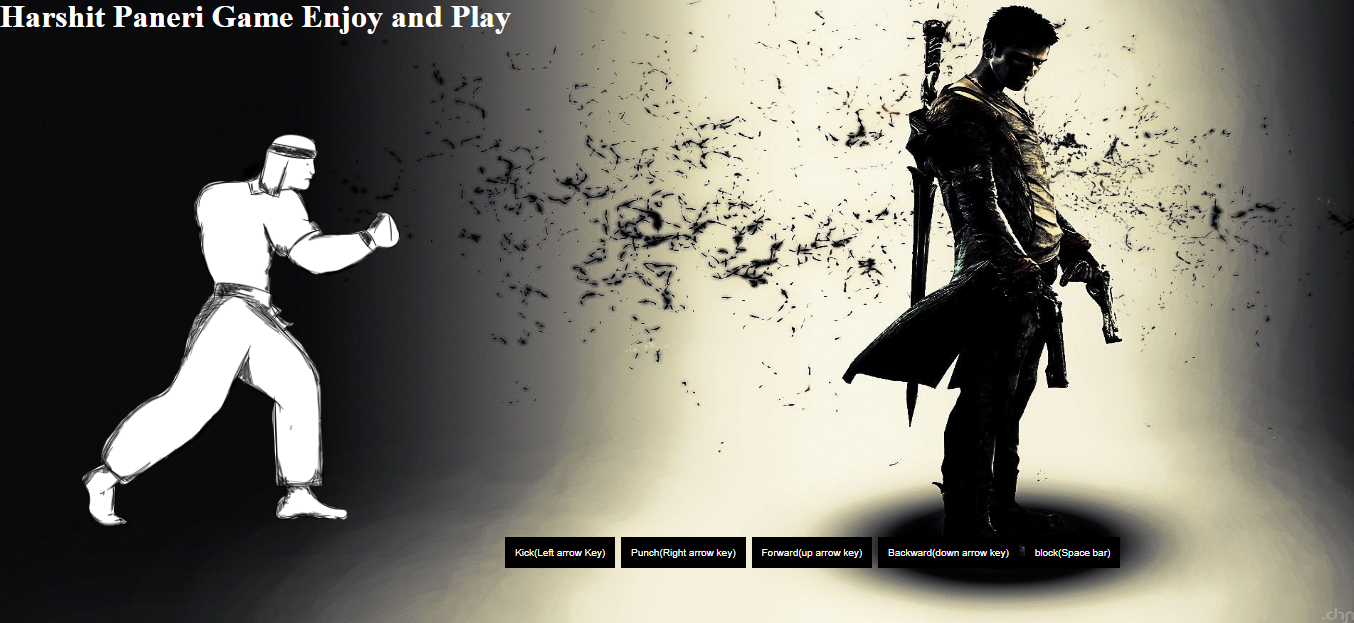 Harshit Paneri Game Enjoy and Play
Kick(Left arrow Key) Punch(Right arrow key) Forward(up arrow key) Backward(down arrow key) block(Space bar)